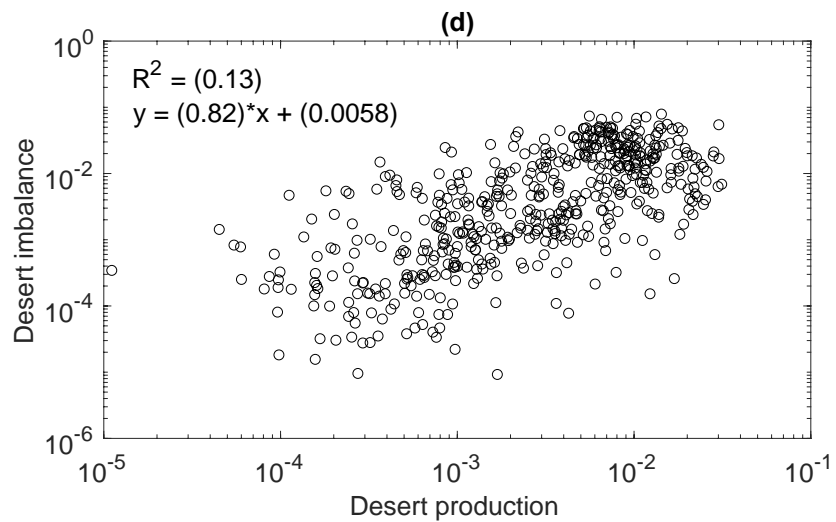 (d)
10^0
R^2 = (0.13)
y = (0.82)*x + (0.0058)
10^-2
Desert imbalance
10^-4
10^-6
10^-5 10^-4 10^-3 10^-2 10^-1
Desert production